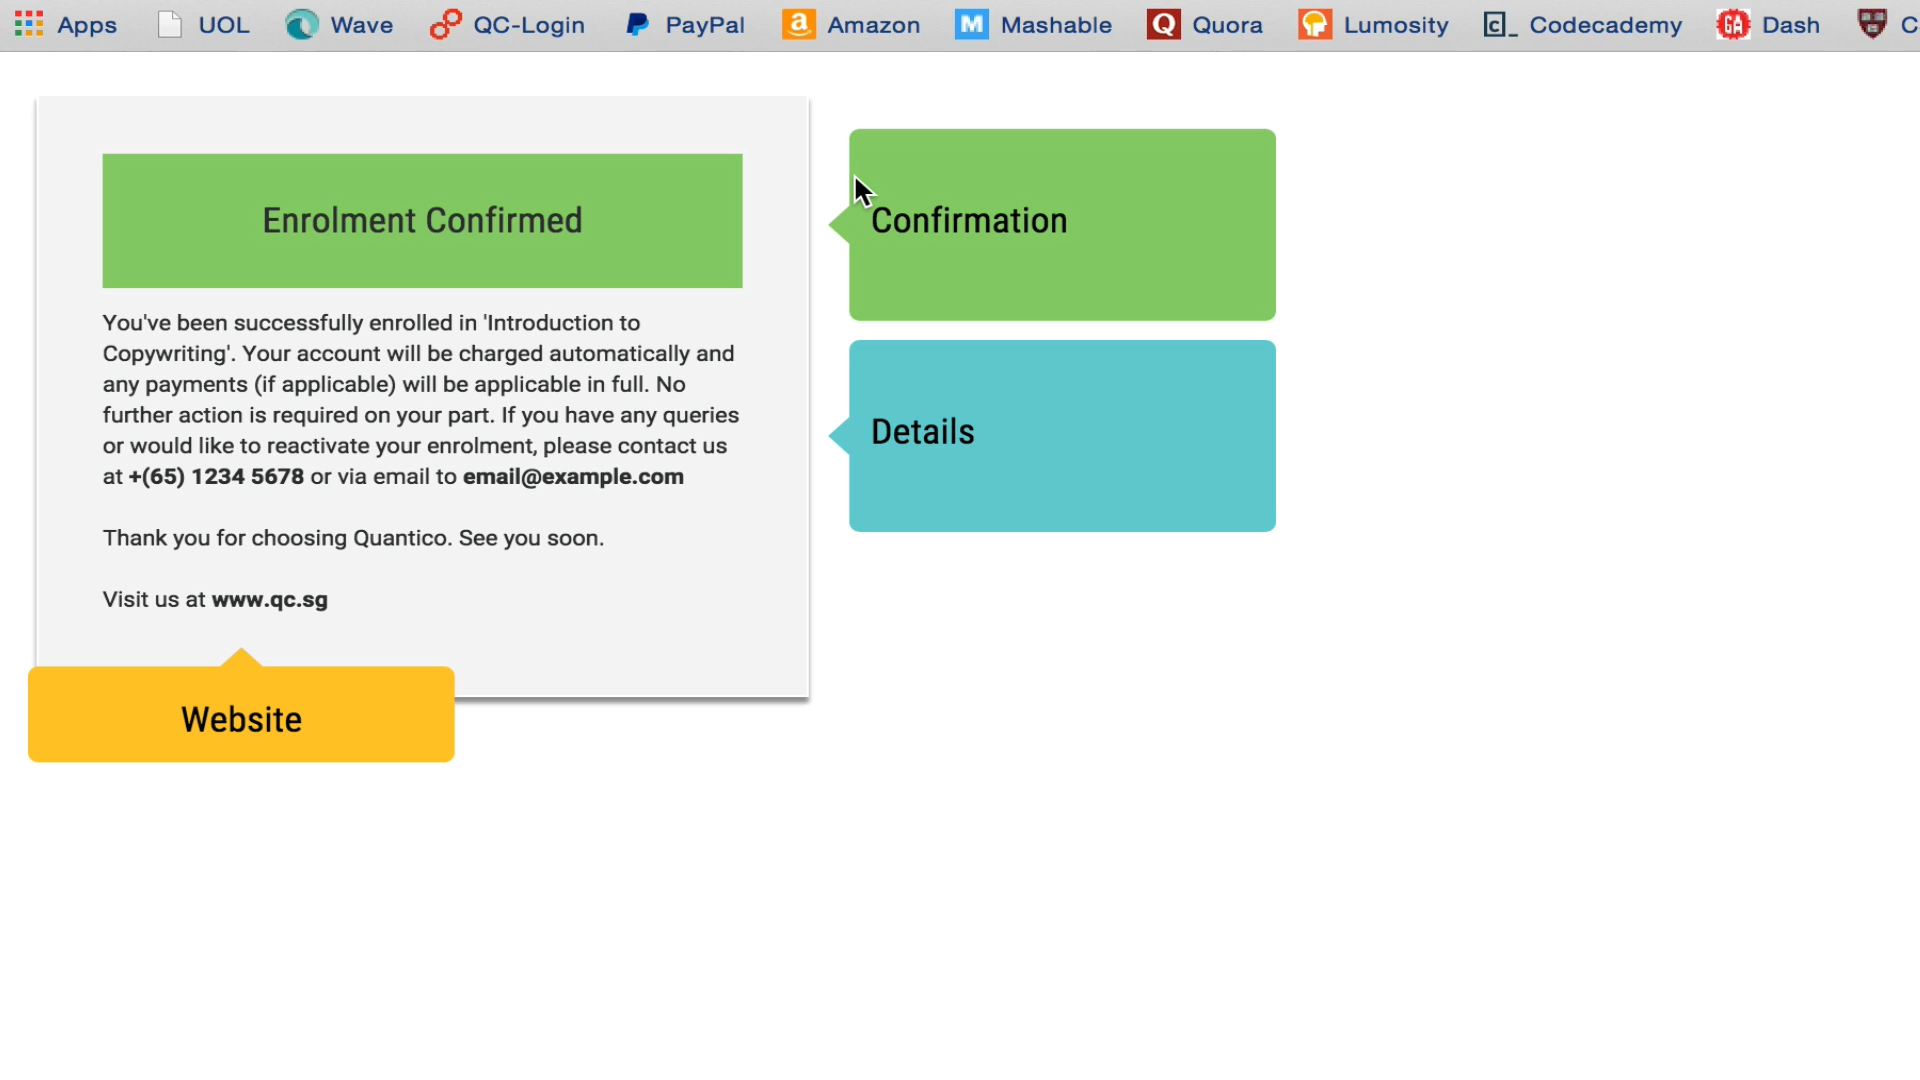 Apps UOL Wave QC-Login PayPal Amazon Mashable Quora Lumosity Codecademy Dash C
Enrolment Confirmed
You've been successfully enrolled in 'Introduction to
Copywriting'. Your account will be charged automatically and
any payments (if applicable) will be applicable in full. No
further action is required on your part. If you have any queries
or would like to reactivate your enrolment, please contact us
at +(65) 1234 5678 or via email to email@example.com
Thank you for choosing Quantico. See you soon.
Visit us at www.qc.sg
Website
Confirmation
Details